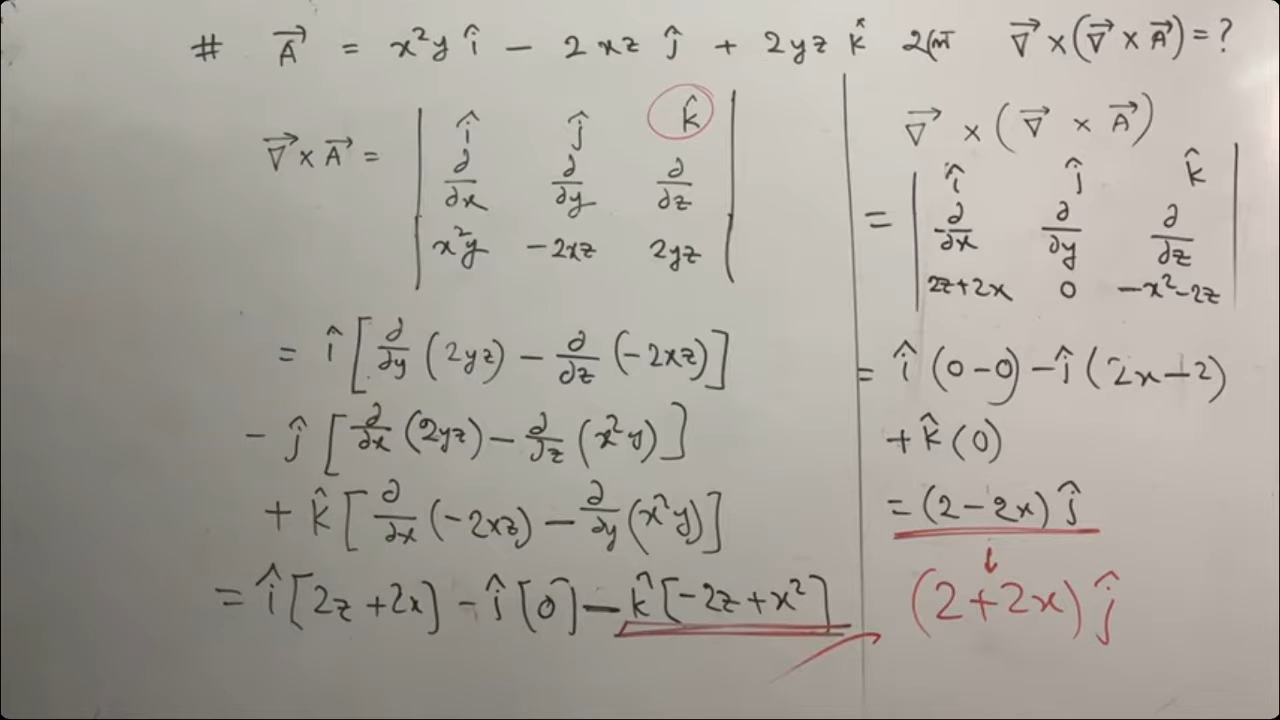 # A⃗ = x²y î − 2xz ĵ + 2yz k̂ হলে ∇⃗×(∇⃗×A⃗)=?
∇⃗×A⃗ = | î ĵ k̂ |
| ∂/∂x ∂/∂y ∂/∂z |
| x²y −2xz 2yz |
= î [∂/∂y (2yz) − ∂/∂z (−2xz)]
− ĵ [∂/∂x (2yz) − ∂/∂z (x²y)]
+ k̂ [∂/∂x (−2xz) − ∂/∂y (x²y)]
= î [2z+2x] − ĵ [0] − k̂ [−2z+x²]
∇⃗ × (∇⃗ × A⃗)
= | î ĵ k̂ |
| ∂/∂x ∂/∂y ∂/∂z |
| 2z+2x 0 −x²−2z |
= î (0−0) − ĵ (2x−2)
+ k̂ (0)
= (2−2x) ĵ
↓
(2+2x) ĵ